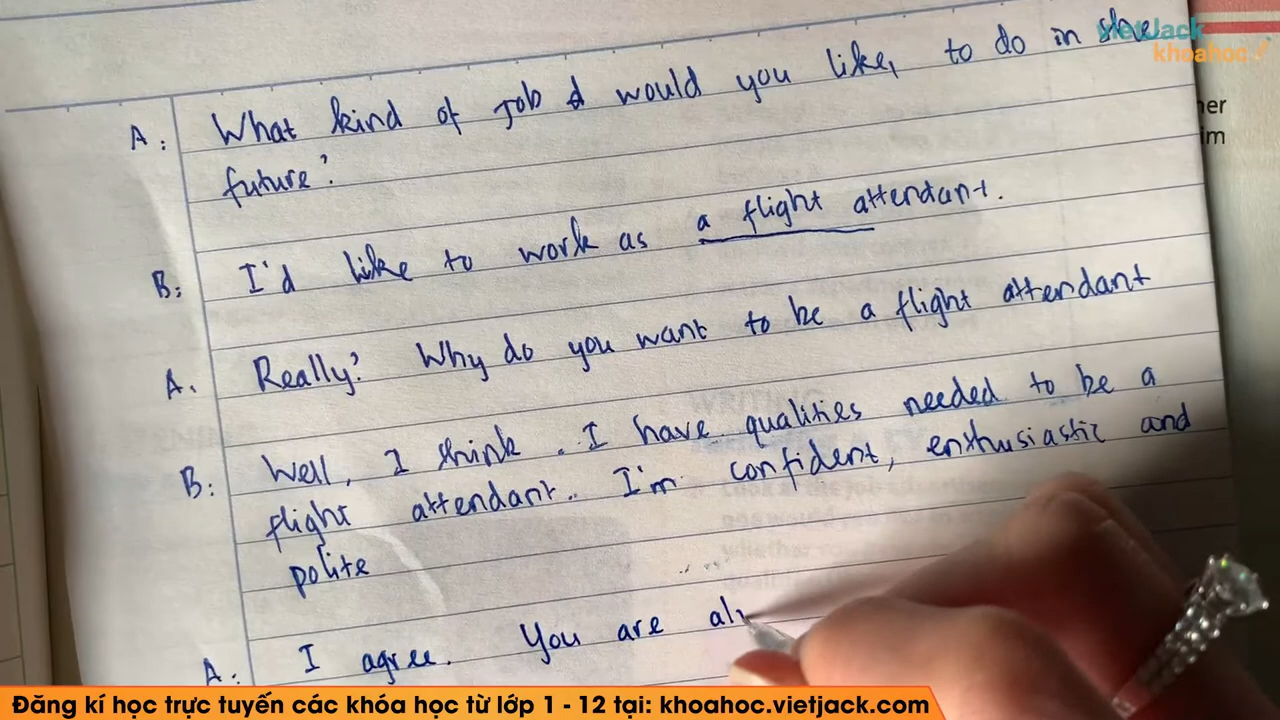 vietJack
khoahoc
A: What kind of job would you like to do in the
future?
B: I'd like to work as a flight attendant.
A. Really? Why do you want to be a flight attendant
B: Well, I think. I have qualities needed to be a
flight attendant. I'm confident, enthusiastic and
polite
A: I agree. You are
Đăng kí học trực tuyến các khóa học từ lớp 1 - 12 tại: khoahoc.vietjack.com